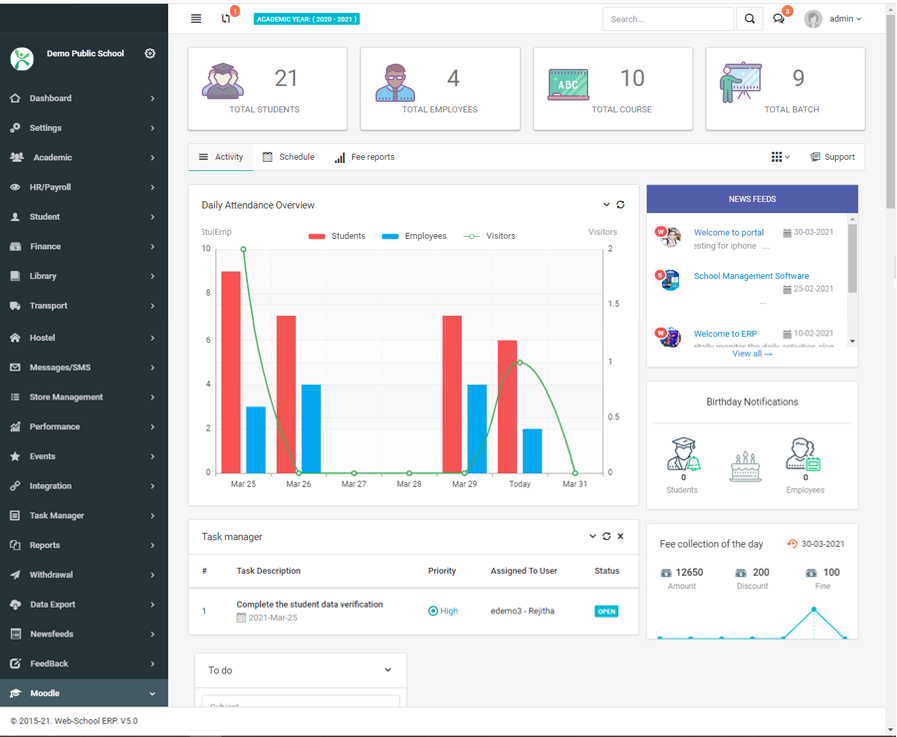 !
ACADEMIC YEAR: ( 2020 - 2021 )
Search...
3
admin
Demo Public School
Dashboard
Settings
Academic
HR/Payroll
Student
Finance
Library
Transport
Hostel
Messages/SMS
Store Management
Performance
Events
Integration
Task Manager
Reports
Withdrawal
Data Export
Newsfeeds
FeedBack
Moodle
21
TOTAL STUDENTS
4
TOTAL EMPLOYEES
ABC
10
TOTAL COURSE
9
TOTAL BATCH
Activity
Schedule
Fee reports
Support
Daily Attendance Overview
Stu|Emp
Students
Employees
Visitors
Visitors
10
8
6
4
2
0
2
1.5
1
0.5
0
Mar 25
Mar 26
Mar 27
Mar 28
Mar 29
Today
Mar 31
NEWS FEEDS
W
Welcome to portal
30-03-2021
esting for iphone ...
S
School Management Software
25-02-2021
...
W
Welcome to ERP
10-02-2021
View all →
Birthday Notifications
0
Students
0
Employees
Task manager
# Task Description Priority Assigned To User Status
1 Complete the student data verification High edemo3 - Rejitha OPEN
2021-Mar-25
Fee collection of the day
30-03-2021
12650
Amount
200
Discount
100
Fine
To do
Subject
© 2015-21. Web-School ERP. V5.0